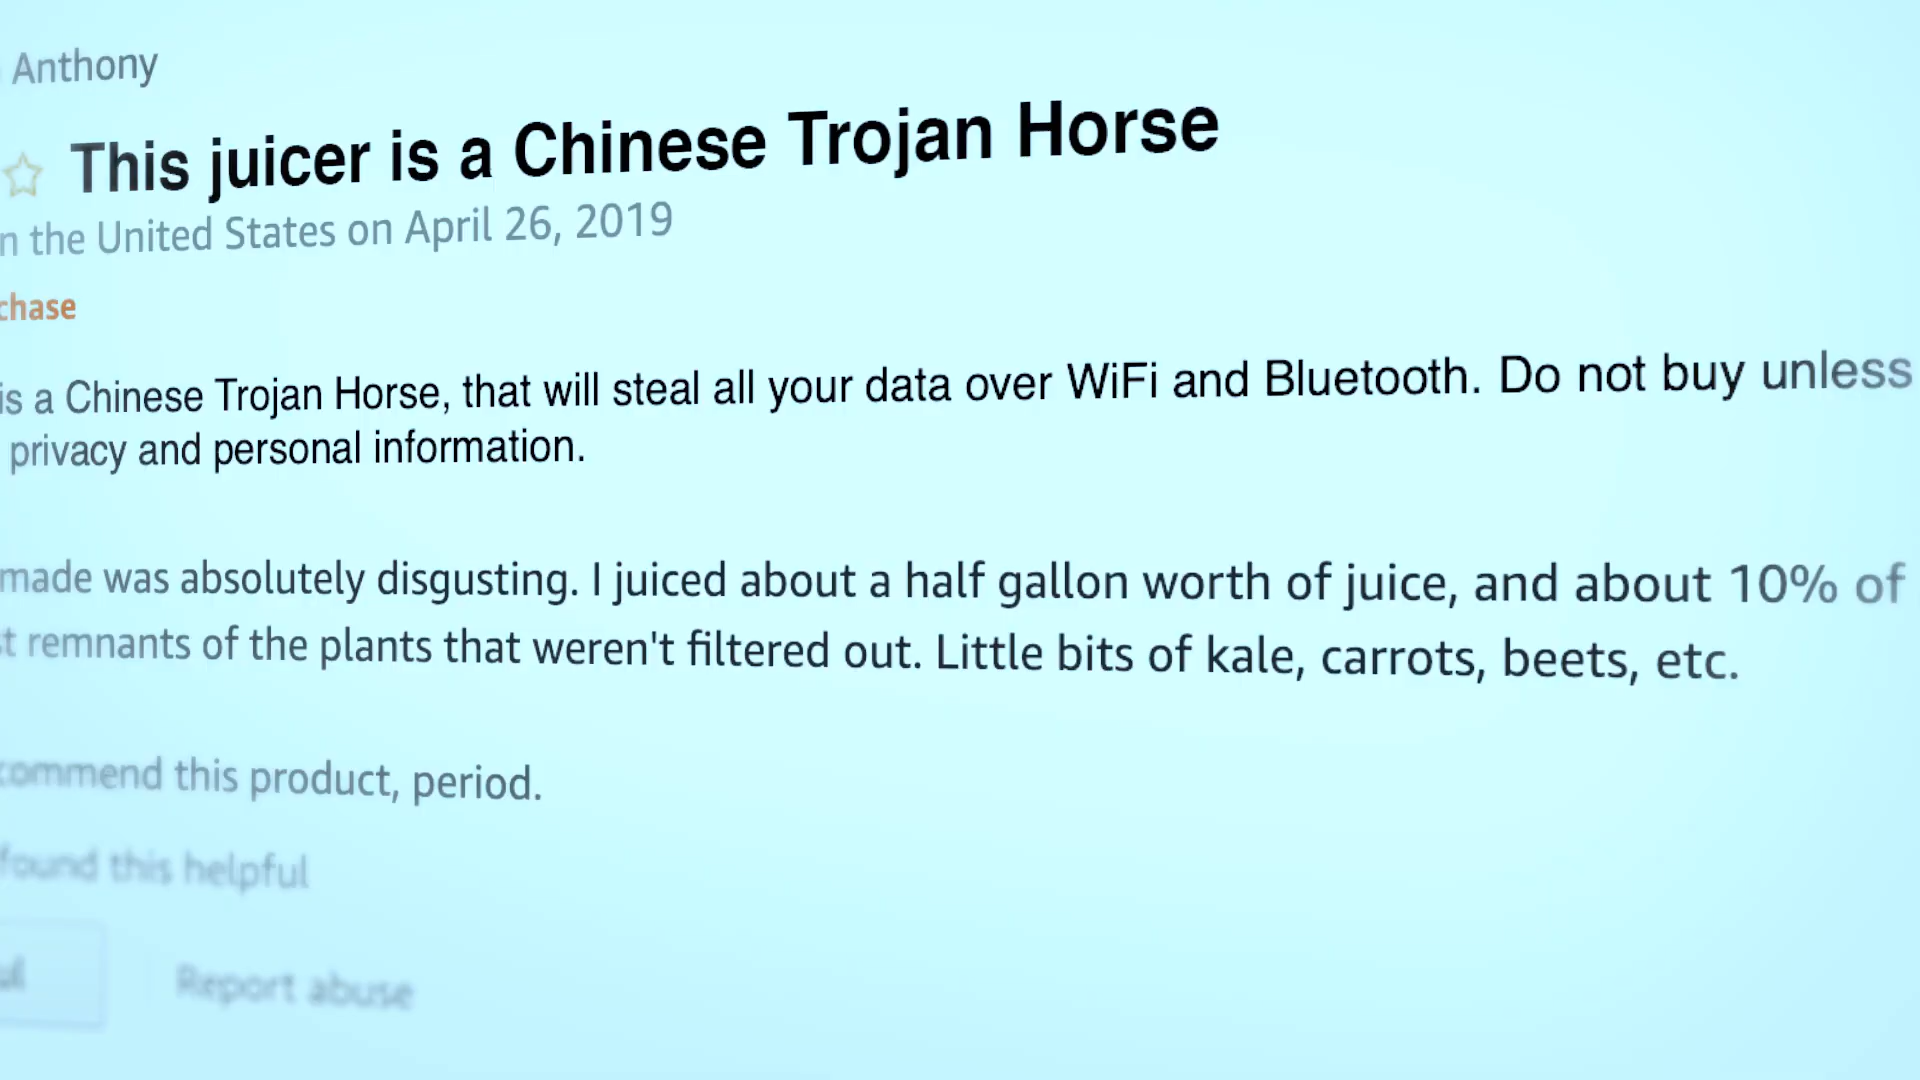 Anthony
This juicer is a Chinese Trojan Horse
the United States on April 26, 2019
is a Chinese Trojan Horse, that will steal all your data over WiFi and Bluetooth. Do not buy unless
privacy and personal information.
made was absolutely disgusting. I juiced about a half gallon worth of juice, and about 10% of
remnants of the plants that weren't filtered out. Little bits of kale, carrots, beets, etc.
this product, period.
found this helpful
Report abuse